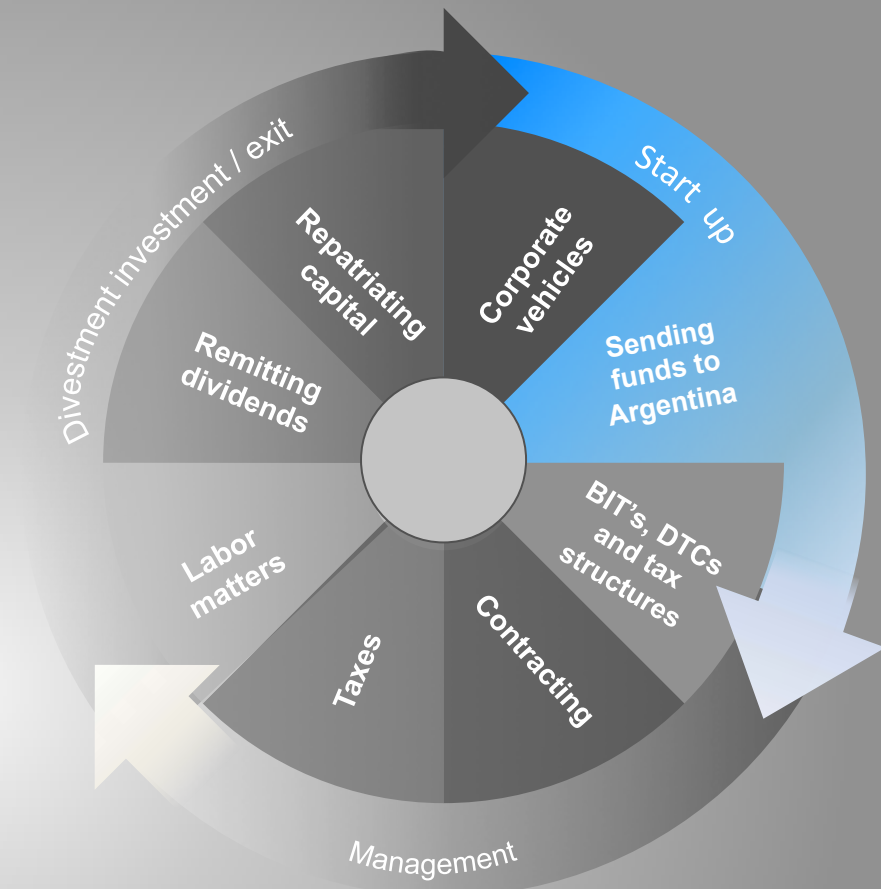 Start up
Corporate
vehicles
Sending
funds to
Argentina
BIT's, DTCs
and tax
structures
Contracting
Management
Taxes
Labor
matters
Divestment investment / exit
Remitting
dividends
Repatriating
capital